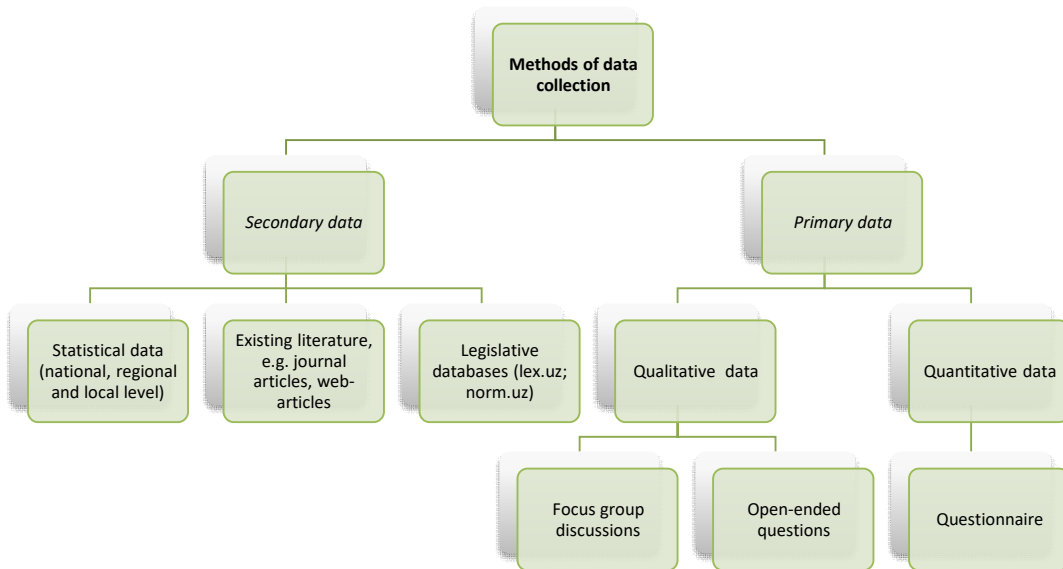 Methods of data
collection
Secondary data
Primary data
Statistical data
(national, regional
and local level)
Existing literature,
e.g. journal
articles, web-
articles
Legislative
databases (lex.uz;
norm.uz)
Qualitative data
Quantitative data
Focus group
discussions
Open-ended
questions
Questionnaire